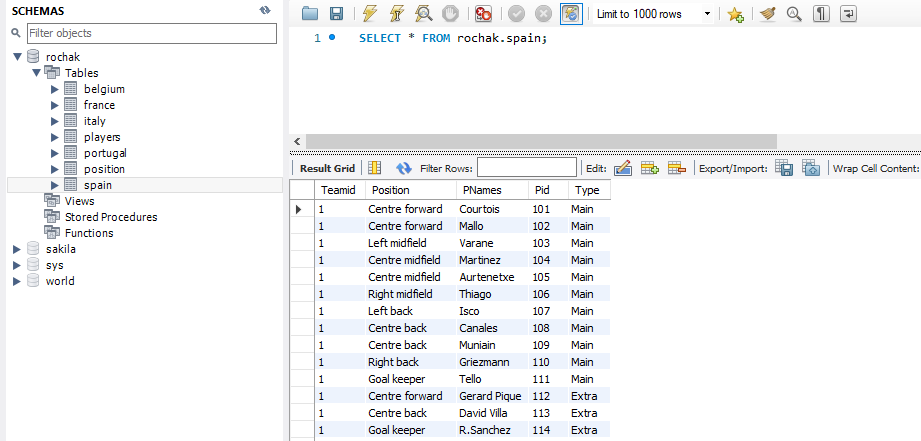 SCHEMAS
Filter objects
rochak
Tables
belgium
france
italy
players
portugal
position
spain
Views
Stored Procedures
Functions
sakila
sys
world
Limit to 1000 rows
1 SELECT * FROM rochak.spain;
Result Grid Filter Rows: Edit: Export/Import: Wrap Cell Content:
Teamid Position PNames Pid Type
1 Centre forward Courtois 101 Main
1 Centre forward Mallo 102 Main
1 Left midfield Varane 103 Main
1 Centre midfield Martinez 104 Main
1 Centre midfield Aurtenetxe 105 Main
1 Right midfield Thiago 106 Main
1 Left back Isco 107 Main
1 Centre back Canales 108 Main
1 Centre back Muniain 109 Main
1 Right back Griezmann 110 Main
1 Goal keeper Tello 111 Main
1 Centre forward Gerard Pique 112 Extra
1 Centre back David Villa 113 Extra
1 Goal keeper R.Sanchez 114 Extra